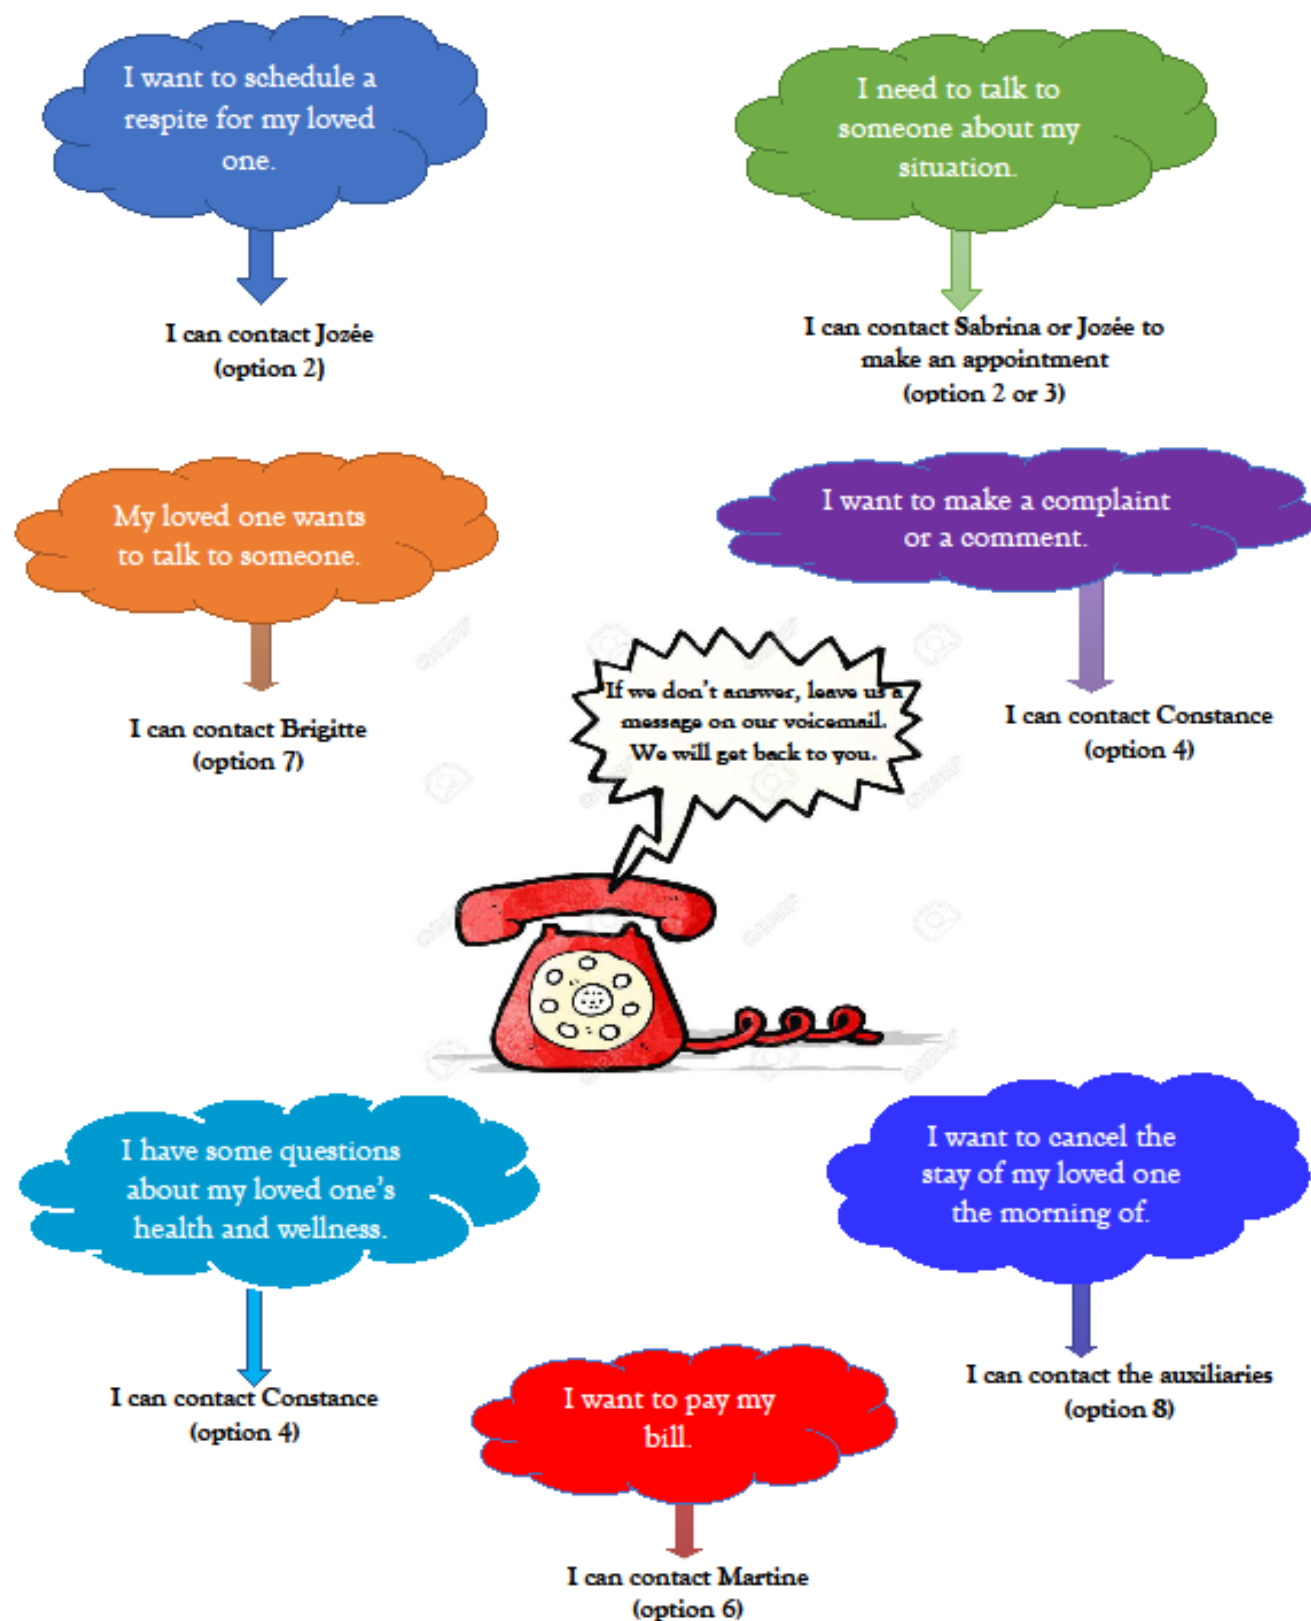 I want to schedule a
respite for my loved
one.
I can contact Jozée
(option 2)
I need to talk to
someone about my
situation.
I can contact Sabrina or Jozée to
make an appointment
(option 2 or 3)
My loved one wants
to talk to someone.
I can contact Brigitte
(option 7)
I want to make a complaint
or a comment.
I can contact Constance
(option 4)
If we don't answer, leave us a
message on our voicemail.
We will get back to you.
I have some questions
about my loved one's
health and wellness.
I can contact Constance
(option 4)
I want to cancel the
stay of my loved one
the morning of.
I can contact the auxiliaries
(option 8)
I want to pay my
bill.
I can contact Martine
(option 6)